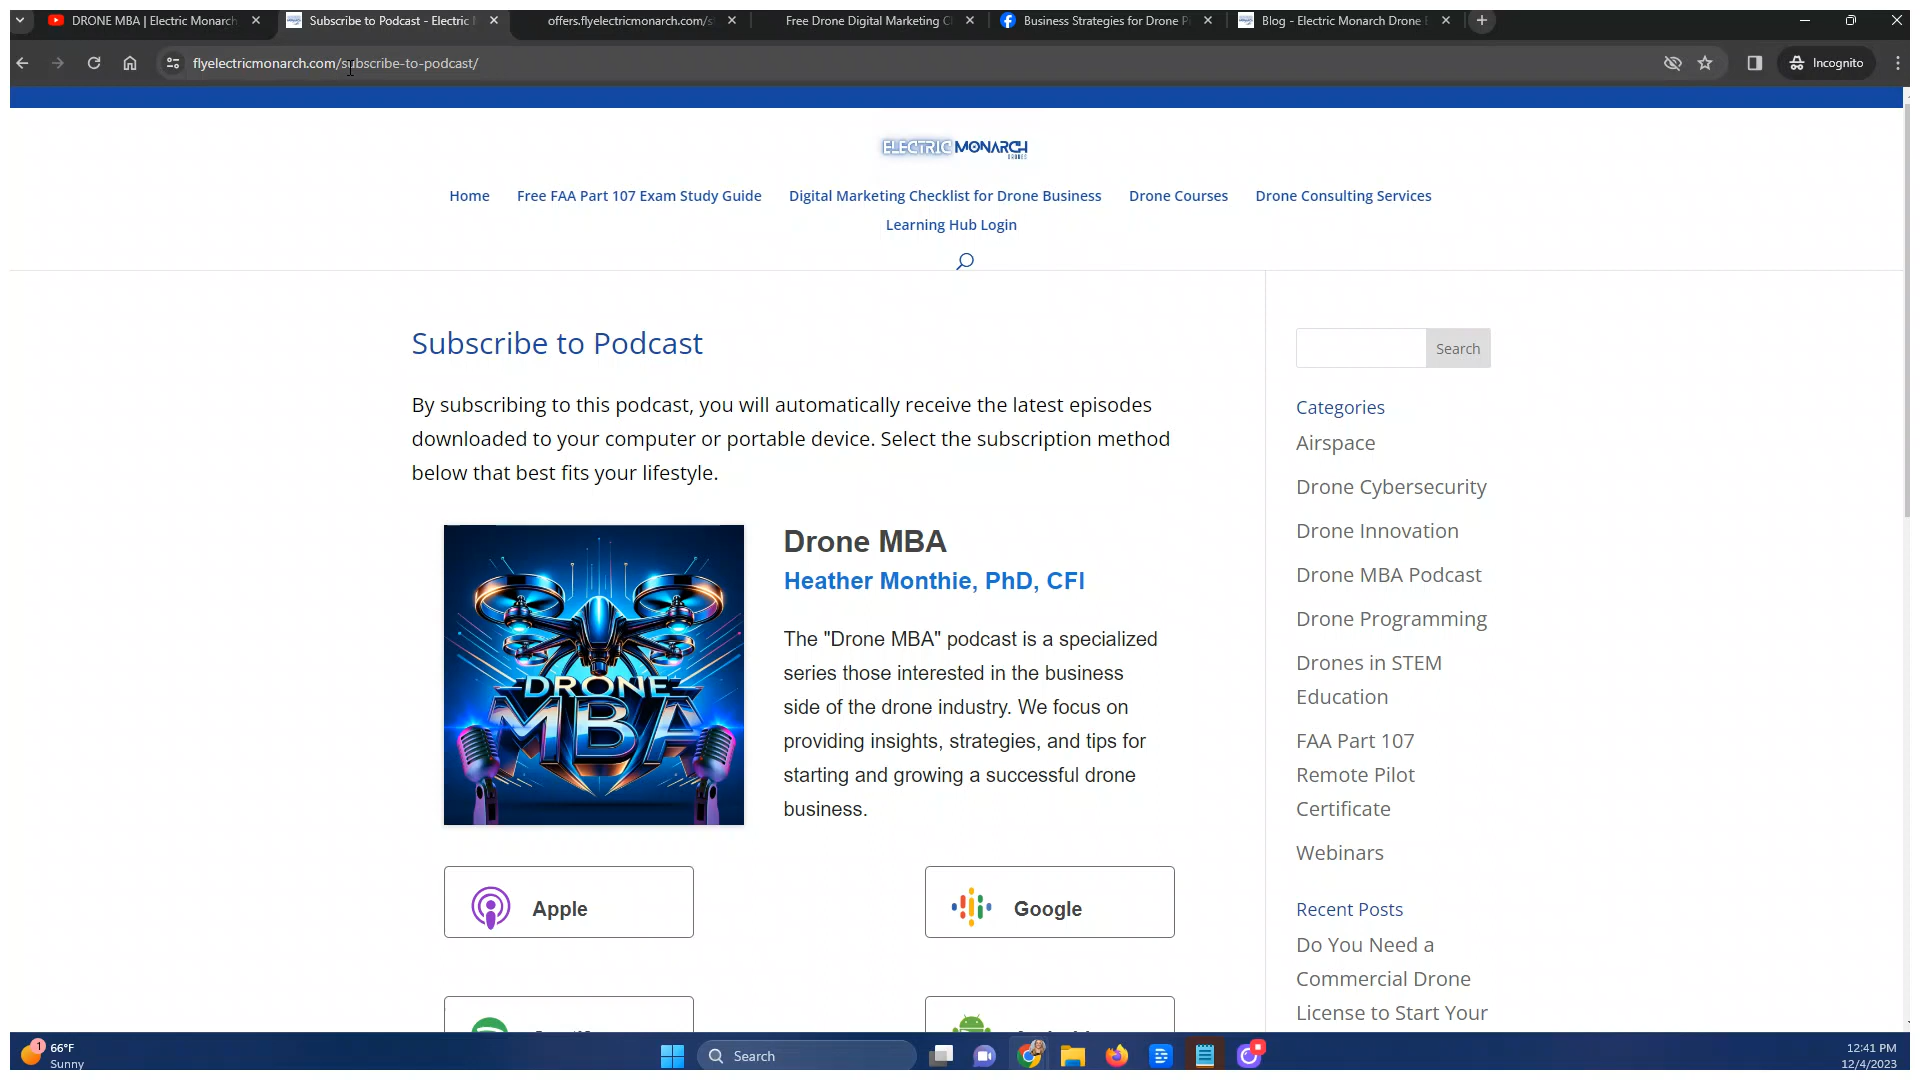 DRONE MBA | Electric Monarch
Subscribe to Podcast - Electric
offers.flyelectricmonarch.com/s
Free Drone Digital Marketing C
Business Strategies for Drone P
Blog - Electric Monarch Drone E
flyelectricmonarch.com/subscribe-to-podcast/
Incognito
ELECTRIC MONARCH
DRONES
Home
Free FAA Part 107 Exam Study Guide
Digital Marketing Checklist for Drone Business
Drone Courses
Drone Consulting Services
Learning Hub Login
Subscribe to Podcast
By subscribing to this podcast, you will automatically receive the latest episodes
downloaded to your computer or portable device. Select the subscription method
below that best fits your lifestyle.
DRONE
MBA
Drone MBA
Heather Monthie, PhD, CFI
The "Drone MBA" podcast is a specialized
series those interested in the business
side of the drone industry. We focus on
providing insights, strategies, and tips for
starting and growing a successful drone
business.
Apple
Google
Search
Categories
Airspace
Drone Cybersecurity
Drone Innovation
Drone MBA Podcast
Drone Programming
Drones in STEM
Education
FAA Part 107
Remote Pilot
Certificate
Webinars
Recent Posts
Do You Need a
Commercial Drone
License to Start Your
1
66°F
Sunny
Search
12:41 PM
12/4/2023